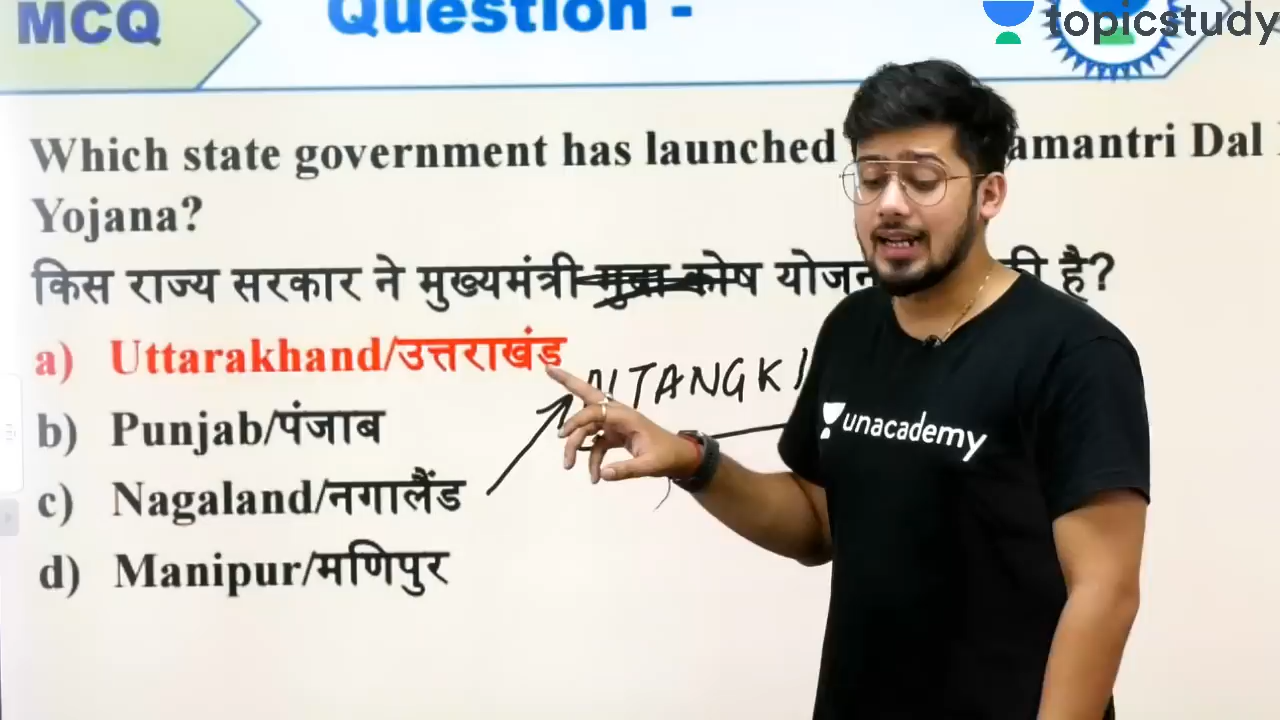 MCQ
Question -
topicstudy
Which state government has launched amantri Dal
Yojana?
किस राज्य सरकार ने मुख्यमंत्री मुद्रा कोष है?
a) Uttarakhand/उत्तराखंड
b) Punjab/पंजाब
c) Nagaland/नगालैंड
d) Manipur/मणिपुर
unacademy